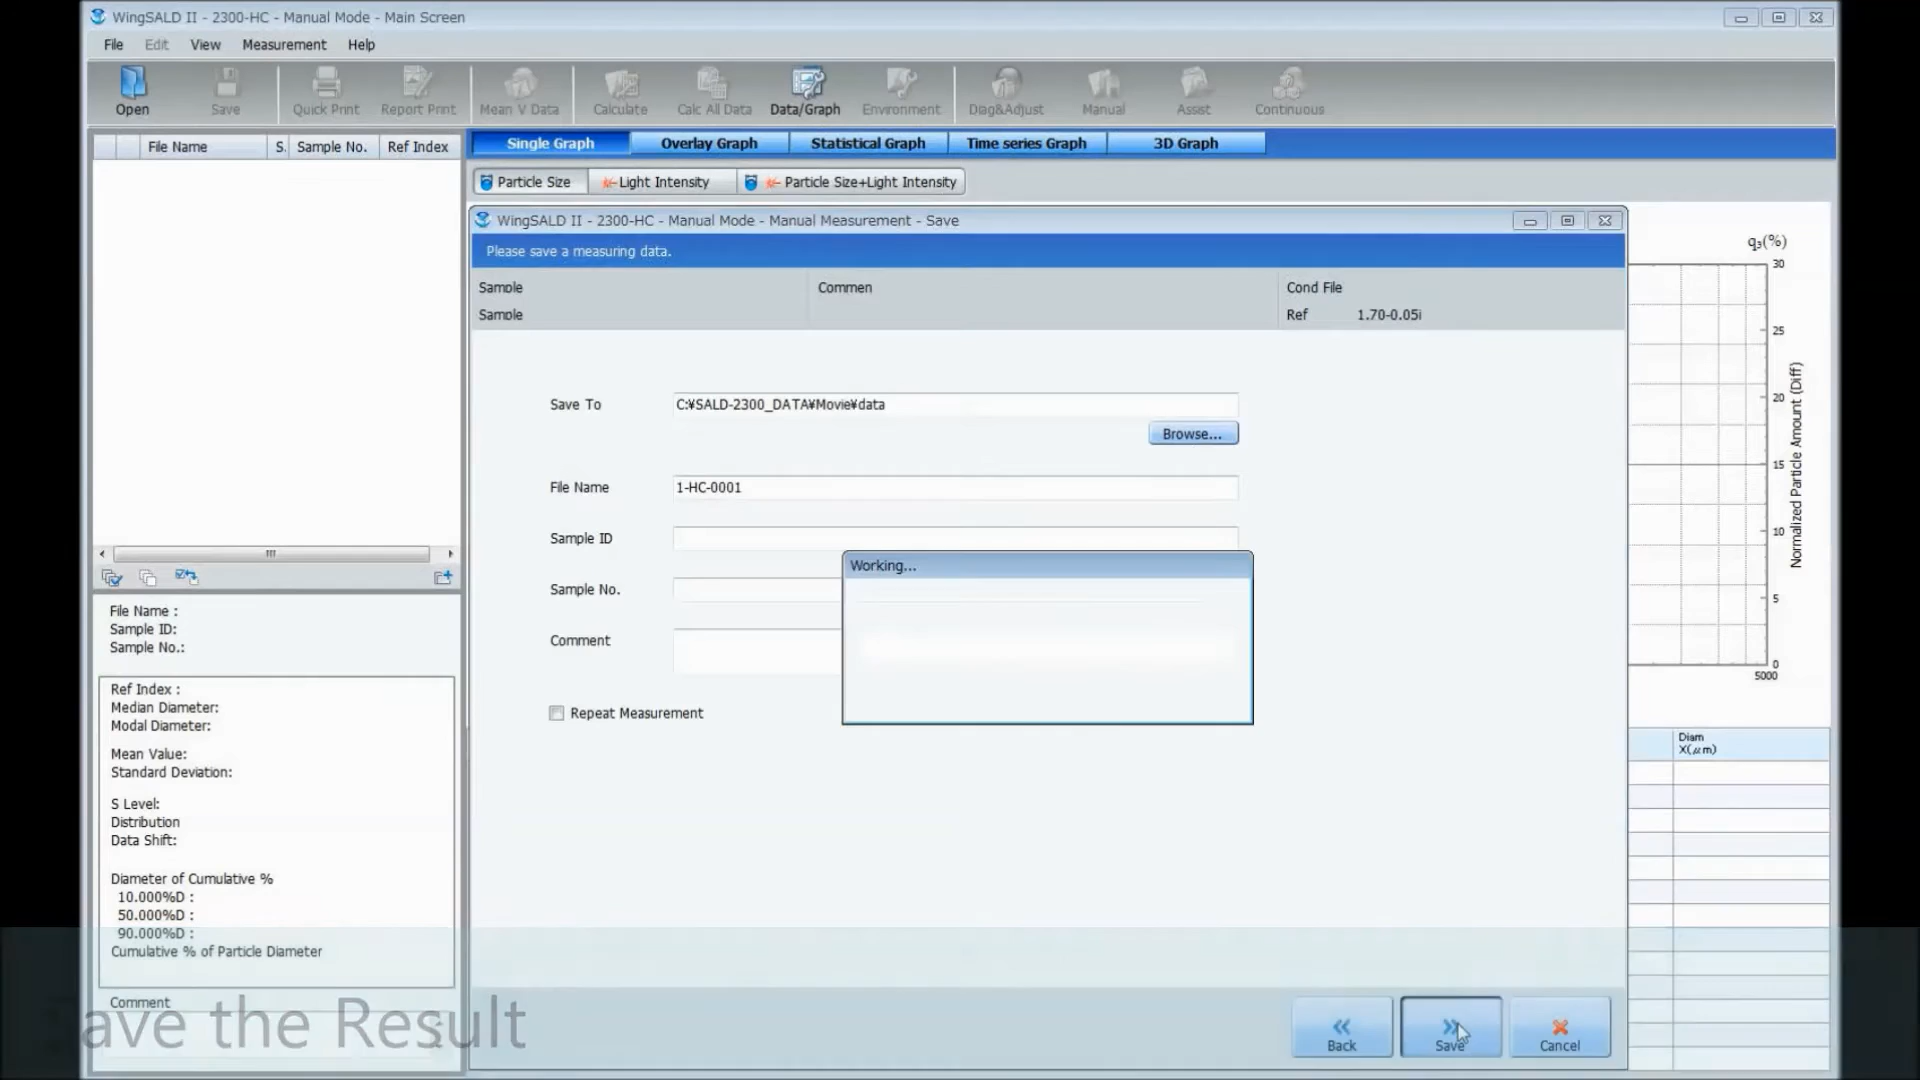 WingSALD II - 2300-HC - Manual Mode - Main Screen
File Edit View Measurement Help
Open Save Quick Print Report Print Mean V Data Calculate Calc All Data Data/Graph Environment Diag&Adjust Manual Assist Continuous
File Name S. Sample No. Ref Index
Single Graph Overlay Graph Statistical Graph Time series Graph 3D Graph
Particle Size Light Intensity Particle Size+Light Intensity
WingSALD II - 2300-HC - Manual Mode - Manual Measurement - Save
Please save a measuring data.
Sample Commen Cond File
Sample Ref 1.70-0.05i
Save To C:¥SALD-2300_DATA¥Movie¥data
Browse...
File Name 1-HC-0001
Sample ID
Sample No.
Comment
Repeat Measurement
Working...
Back Save Cancel
q3(%)
30
25
20
15
10
5
0
5000
Normalized Particle Amount (Diff)
Diam
X(μm)
File Name :
Sample ID:
Sample No.:
Ref Index :
Median Diameter:
Modal Diameter:
Mean Value:
Standard Deviation:
S Level:
Distribution
Data Shift:
Diameter of Cumulative %
10.000%D :
50.000%D :
90.000%D :
Cumulative % of Particle Diameter
Comment
Save the Result